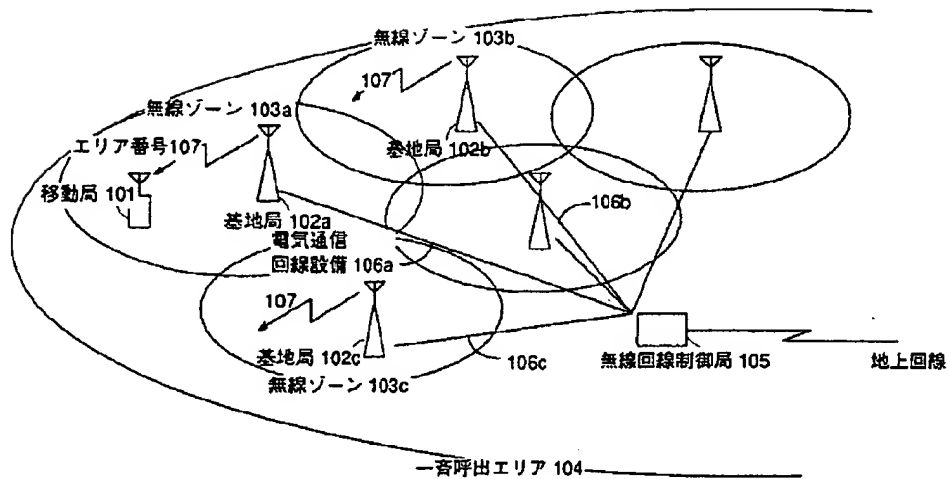 無線ゾーン 103b
107
無線ゾーン 103a
エリア番号107
移動局 101
基地局 102b
基地局 102a
106b
電気通信
回線設備 106a
107
基地局 102c
106c
無線回線制御局 105
地上回線
無線ゾーン 103c
一斉呼出エリア 104